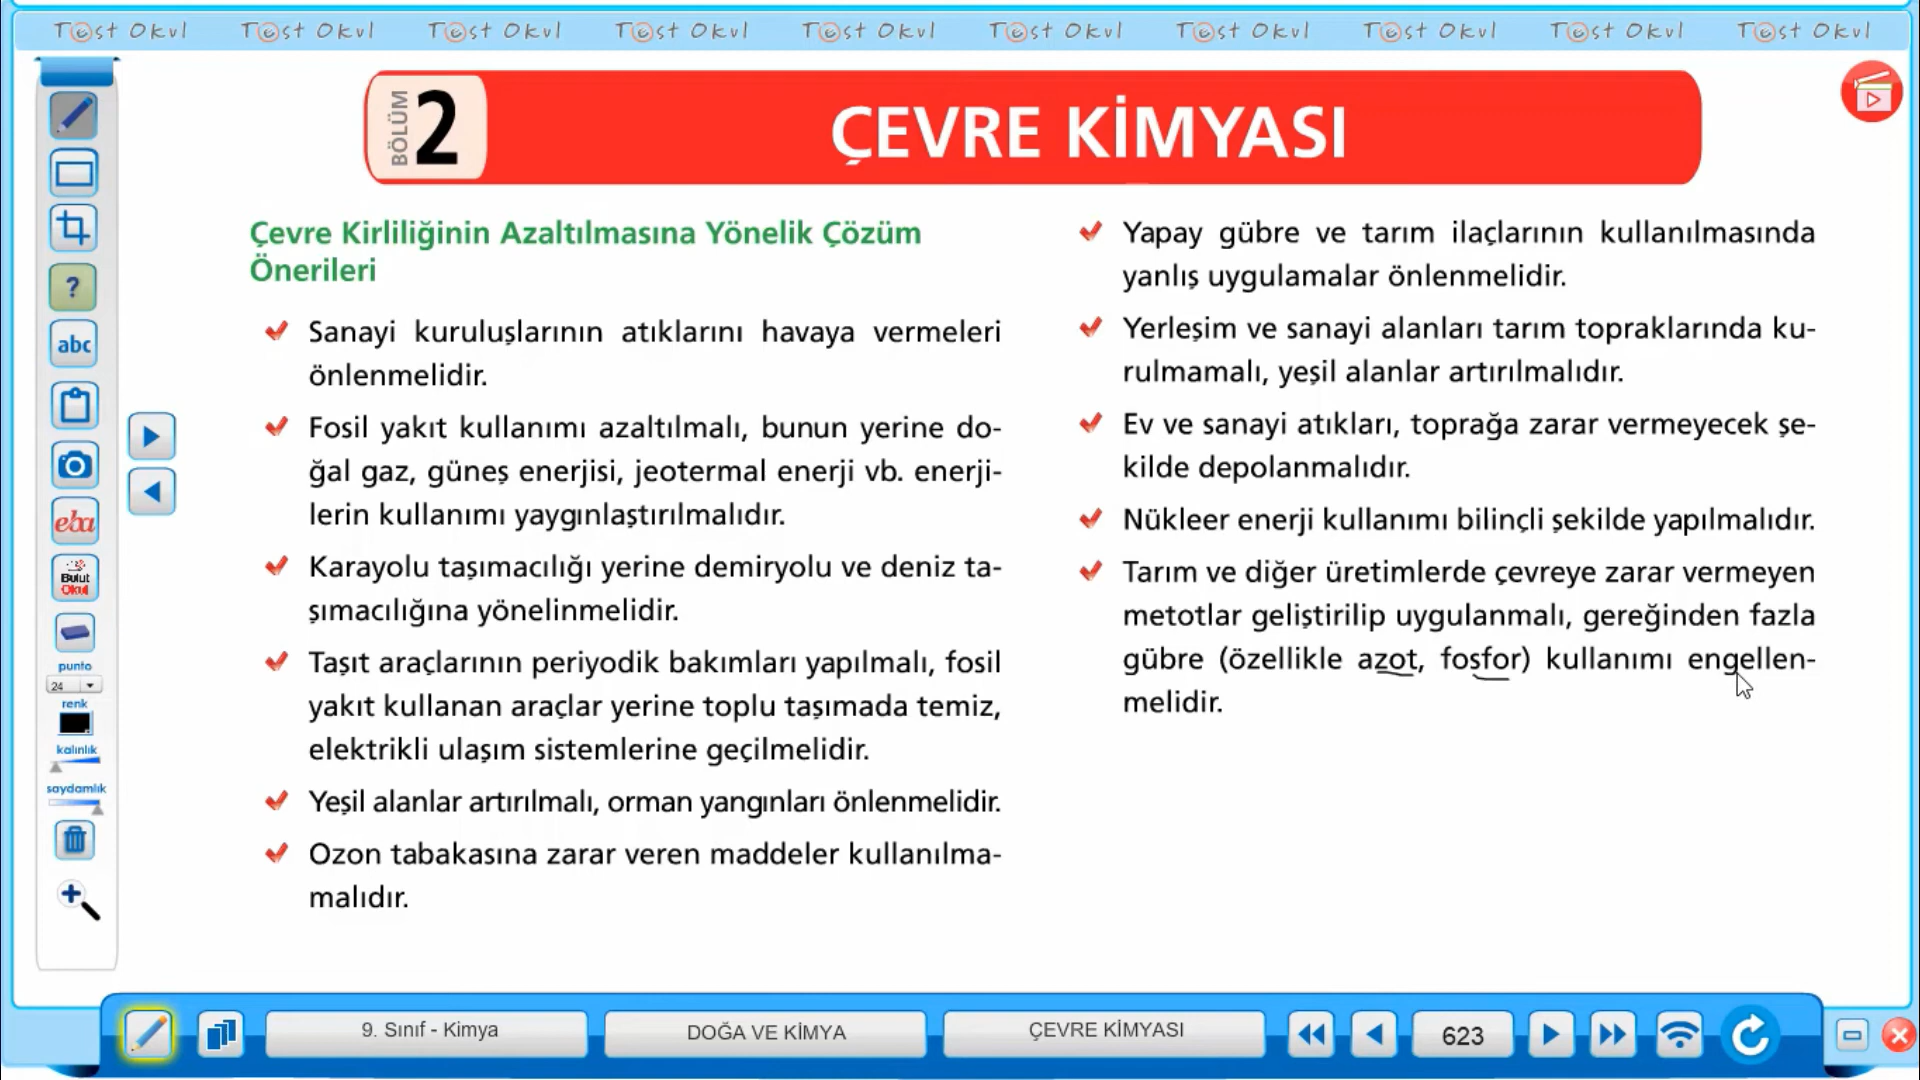 Test Okul Test Okul Test Okul Test Okul Test Okul Test Okul Test Okul Test Okul Test Okul Test Okul
BÖLÜM 2
ÇEVRE KİMYASI
Çevre Kirliliğinin Azaltılmasına Yönelik Çözüm
Önerileri
Sanayi kuruluşlarının atıklarını havaya vermeleri
önlenmelidir.
Fosil yakıt kullanımı azaltılmalı, bunun yerine do-
ğal gaz, güneş enerjisi, jeotermal enerji vb. enerji-
lerin kullanımı yaygınlaştırılmalıdır.
Karayolu taşımacılığı yerine demiryolu ve deniz ta-
şımacılığına yönelinmelidir.
Taşıt araçlarının periyodik bakımları yapılmalı, fosil
yakıt kullanan araçlar yerine toplu taşımada temiz,
elektrikli ulaşım sistemlerine geçilmelidir.
Yeşil alanlar artırılmalı, orman yangınları önlenmelidir.
Ozon tabakasına zarar veren maddeler kullanılma-
malıdır.
Yapay gübre ve tarım ilaçlarının kullanılmasında
yanlış uygulamalar önlenmelidir.
Yerleşim ve sanayi alanları tarım topraklarında ku-
rulmamalı, yeşil alanlar artırılmalıdır.
Ev ve sanayi atıkları, toprağa zarar vermeyecek şe-
kilde depolanmalıdır.
Nükleer enerji kullanımı bilinçli şekilde yapılmalıdır.
Tarım ve diğer üretimlerde çevreye zarar vermeyen
metotlar geliştirilip uygulanmalı, gereğinden fazla
gübre (özellikle azot, fosfor) kullanımı engellen-
melidir.
?
abc
eba
Bulut
Okul
punto
24
renk
kalınlık
saydamlık
9. Sınıf - Kimya
DOĞA VE KİMYA
ÇEVRE KİMYASI
623